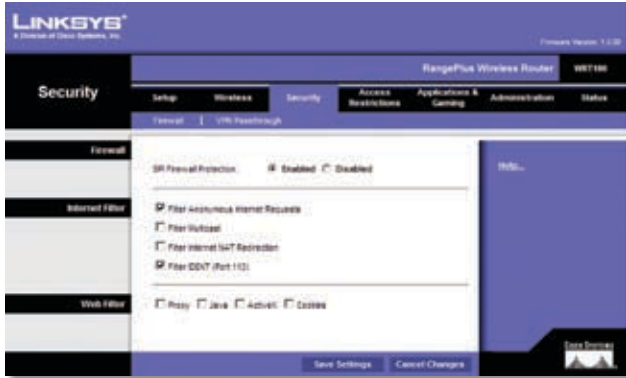 LINKSYS®
A Division of Cisco Systems, Inc.
Firmware Version: 1.0.00
RangePlus Wireless Router WRT100
Security
Setup Wireless Security Access Restrictions Applications & Gaming Administration Status
Firewall | VPN Passthrough
Firewall
SPI Firewall Protection: Enabled Disabled
Help...
Internet Filter
Filter Anonymous Internet Requests
Filter Multicast
Filter Internet NAT Redirection
Filter IDENT (Port 113)
Web Filter
Proxy Java ActiveX Cookies
Save Settings Cancel Changes
Cisco Systems